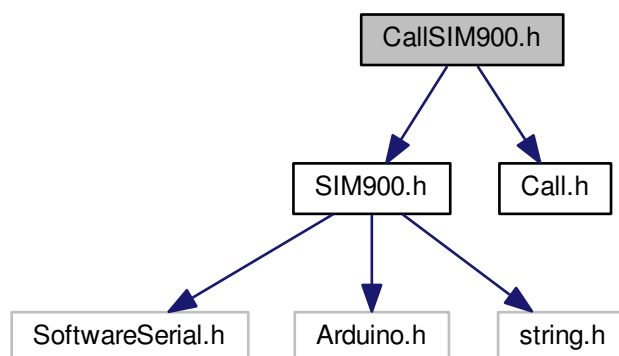 CallSIM900.h
SIM900.h
Call.h
SoftwareSerial.h
Arduino.h
string.h